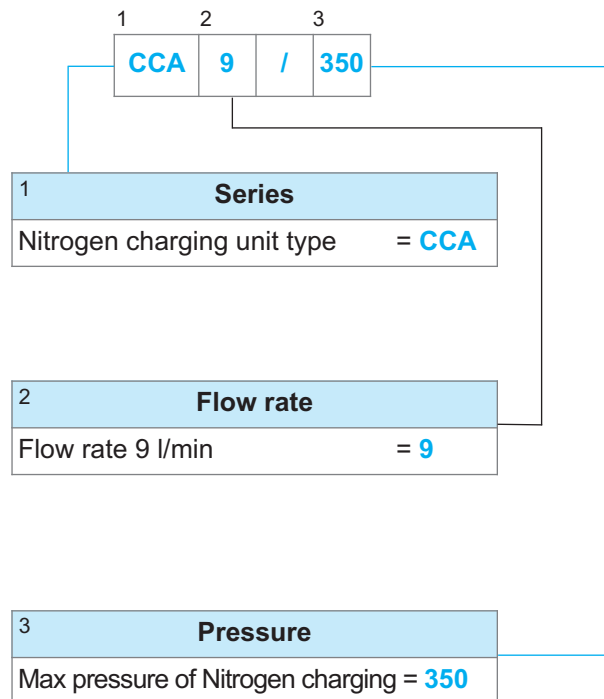 1 2 3
CCA 9 / 350
1 Series
Nitrogen charging unit type = CCA
2 Flow rate
Flow rate 9 l/min = 9
3 Pressure
Max pressure of Nitrogen charging = 350